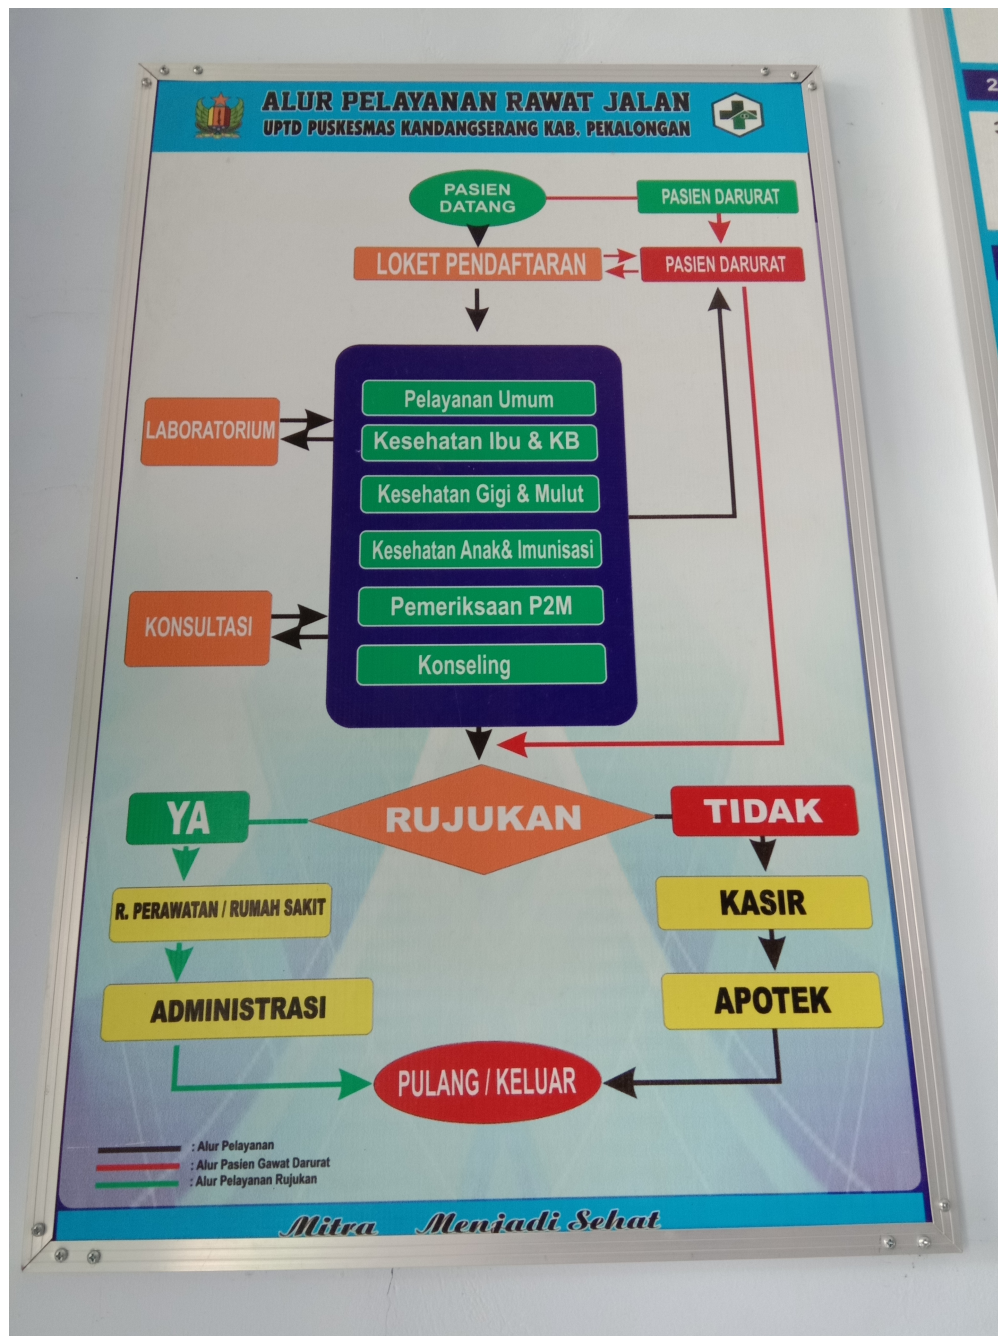 ALUR PELAYANAN RAWAT JALAN
UPTD PUSKESMAS KANDANGSERANG KAB. PEKALONGAN
PASIEN
DATANG
PASIEN DARURAT
LOKET PENDAFTARAN
PASIEN DARURAT
Pelayanan Umum
LABORATORIUM
Kesehatan Ibu & KB
Kesehatan Gigi & Mulut
Kesehatan Anak& Imunisasi
Pemeriksaan P2M
KONSULTASI
Konseling
YA
RUJUKAN
TIDAK
R. PERAWATAN / RUMAH SAKIT
KASIR
ADMINISTRASI
APOTEK
PULANG / KELUAR
: Alur Pelayanan
: Alur Pasien Gawat Darurat
: Alur Pelayanan Rujukan
Mitra Menjadi Sehat
2